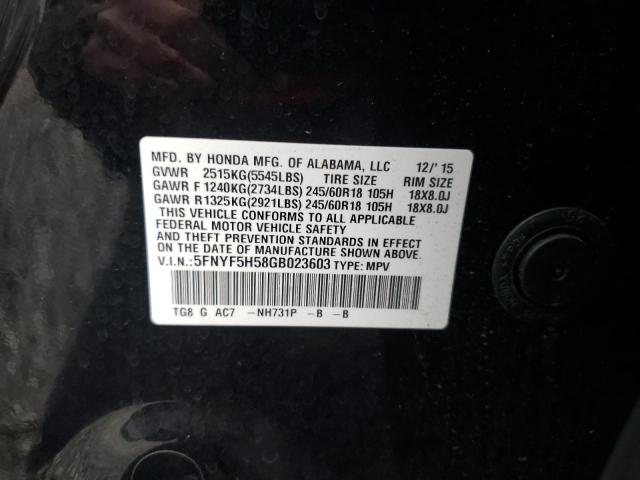 MFD. BY HONDA MFG. OF ALABAMA, LLC 12/'15
GVWR 2515KG(5545LBS) TIRE SIZE RIM SIZE
GAWR F 1240KG(2734LBS) 245/60R18 105H 18X8.0J
GAWR R1325KG(2921LBS) 245/60R18 105H 18X8.0J
THIS VEHICLE CONFORMS TO ALL APPLICABLE
FEDERAL MOTOR VEHICLE SAFETY
AND THEFT PREVENTION STANDARDS IN EFFECT
ON THE DATE OF MANUFACTURE SHOWN ABOVE.
V.I.N.:5FNYF5H58GB023603 TYPE: MPV
TG8 G AC7 -NH731P -B -B